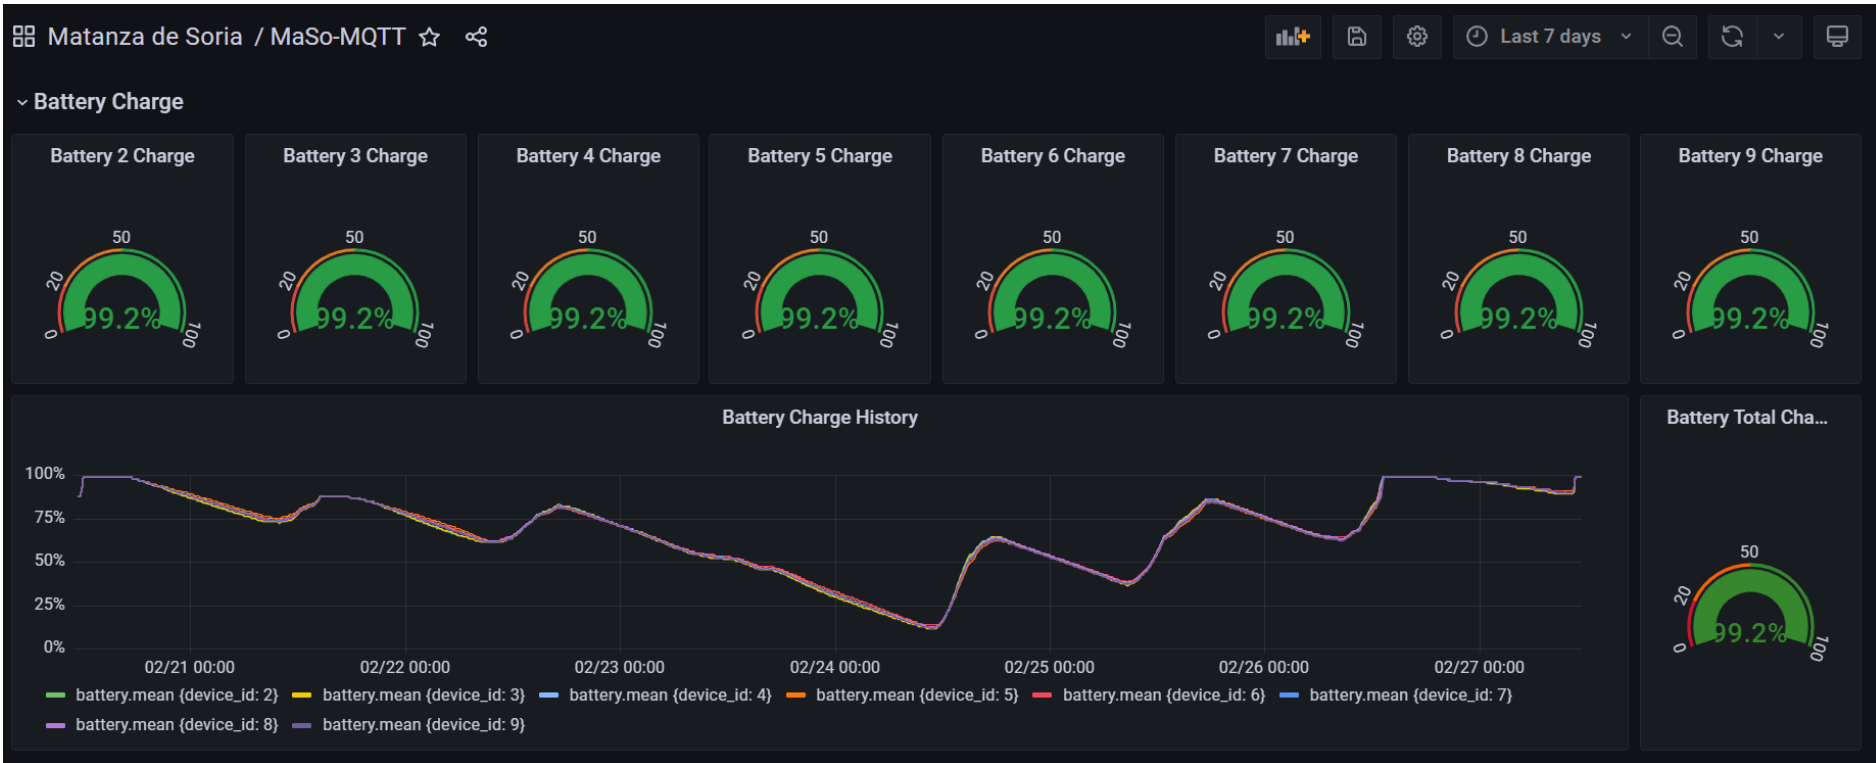 Matanza de Soria / MaSo-MQTT
Last 7 days
Battery Charge
Battery 2 Charge
50
20
99.2%
0
100
Battery 3 Charge
50
20
99.2%
0
100
Battery 4 Charge
50
20
99.2%
0
100
Battery 5 Charge
50
20
99.2%
0
100
Battery 6 Charge
50
20
99.2%
0
100
Battery 7 Charge
50
20
99.2%
0
100
Battery 8 Charge
50
20
99.2%
0
100
Battery 9 Charge
50
20
99.2%
0
100
Battery Charge History
100%
75%
50%
25%
0%
02/21 00:00
02/22 00:00
02/23 00:00
02/24 00:00
02/25 00:00
02/26 00:00
02/27 00:00
battery.mean {device_id: 2}
battery.mean {device_id: 3}
battery.mean {device_id: 4}
battery.mean {device_id: 5}
battery.mean {device_id: 6}
battery.mean {device_id: 7}
battery.mean {device_id: 8}
battery.mean {device_id: 9}
Battery Total Cha...
50
20
99.2%
0
100